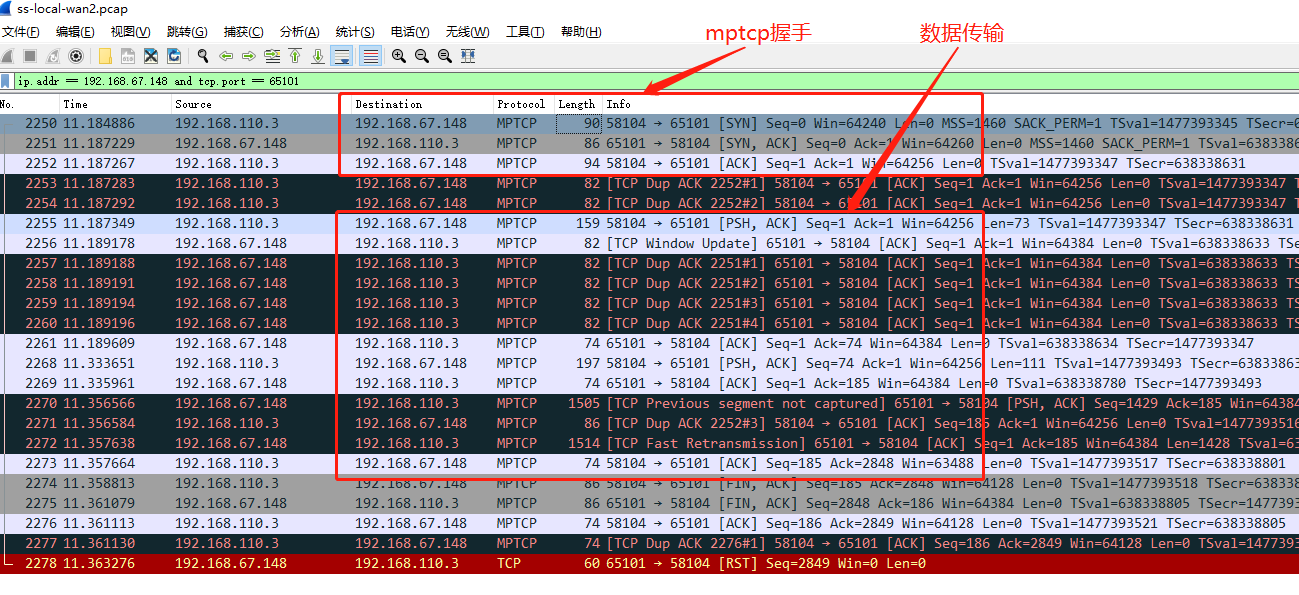 ss-local-wan2.pcap
文件(F) 编辑(E) 视图(V) 跳转(G) 捕获(C) 分析(A) 统计(S) 电话(Y) 无线(W) 工具(T) 帮助(H)
mptcp握手
数据传输
ip.addr == 192.168.67.148 and tcp.port == 65101
No. Time Source Destination Protocol Length Info
2250 11.184886 192.168.110.3 192.168.67.148 MPTCP 90 58104 → 65101 [SYN] Seq=0 Win=64240 Len=0 MSS=1460 SACK_PERM=1 TSval=1477393345 TSecr=0
2251 11.187229 192.168.67.148 192.168.110.3 MPTCP 86 65101 → 58104 [SYN, ACK] Seq=0 Ack=1 Win=64260 Len=0 MSS=1460 SACK_PERM=1 TSval=6383386
2252 11.187267 192.168.110.3 192.168.67.148 MPTCP 94 58104 → 65101 [ACK] Seq=1 Ack=1 Win=64256 Len=0 TSval=1477393347 TSecr=638338631
2253 11.187283 192.168.110.3 192.168.67.148 MPTCP 82 [TCP Dup ACK 2252#1] 58104 → 65101 [ACK] Seq=1 Ack=1 Win=64256 Len=0 TSval=1477393347 T
2254 11.187292 192.168.110.3 192.168.67.148 MPTCP 82 [TCP Dup ACK 2252#2] 58104 → 65101 [ACK] Seq=1 Ack=1 Win=64256 Len=0 TSval=1477393347 T
2255 11.187349 192.168.110.3 192.168.67.148 MPTCP 159 58104 → 65101 [PSH, ACK] Seq=1 Ack=1 Win=64256 Len=73 TSval=1477393347 TSecr=638338631
2256 11.189178 192.168.67.148 192.168.110.3 MPTCP 82 [TCP Window Update] 65101 → 58104 [ACK] Seq=1 Ack=1 Win=64384 Len=0 TSval=638338633 TSe
2257 11.189188 192.168.67.148 192.168.110.3 MPTCP 82 [TCP Dup ACK 2251#1] 65101 → 58104 [ACK] Seq=1 Ack=1 Win=64384 Len=0 TSval=638338633 TS
2258 11.189191 192.168.67.148 192.168.110.3 MPTCP 82 [TCP Dup ACK 2251#2] 65101 → 58104 [ACK] Seq=1 Ack=1 Win=64384 Len=0 TSval=638338633 TS
2259 11.189194 192.168.67.148 192.168.110.3 MPTCP 82 [TCP Dup ACK 2251#3] 65101 → 58104 [ACK] Seq=1 Ack=1 Win=64384 Len=0 TSval=638338633 TS
2260 11.189196 192.168.67.148 192.168.110.3 MPTCP 82 [TCP Dup ACK 2251#4] 65101 → 58104 [ACK] Seq=1 Ack=1 Win=64384 Len=0 TSval=638338633 TS
2261 11.189609 192.168.67.148 192.168.110.3 MPTCP 74 65101 → 58104 [ACK] Seq=1 Ack=74 Win=64384 Len=0 TSval=638338634 TSecr=1477393347
2268 11.333651 192.168.110.3 192.168.67.148 MPTCP 197 58104 → 65101 [PSH, ACK] Seq=74 Ack=1 Win=64256 Len=111 TSval=1477393493 TSecr=6383386
2269 11.335961 192.168.67.148 192.168.110.3 MPTCP 74 65101 → 58104 [ACK] Seq=1 Ack=185 Win=64384 Len=0 TSval=638338780 TSecr=1477393493
2270 11.356566 192.168.67.148 192.168.110.3 MPTCP 1505 [TCP Previous segment not captured] 65101 → 58104 [PSH, ACK] Seq=1429 Ack=185 Win=64384
2271 11.356584 192.168.110.3 192.168.67.148 MPTCP 86 [TCP Dup ACK 2252#3] 58104 → 65101 [ACK] Seq=185 Ack=1 Win=64256 Len=0 TSval=1477393516
2272 11.357638 192.168.67.148 192.168.110.3 MPTCP 1514 [TCP Fast Retransmission] 65101 → 58104 [ACK] Seq=1 Ack=185 Win=64384 Len=1428 TSval=63
2273 11.357664 192.168.110.3 192.168.67.148 MPTCP 74 58104 → 65101 [ACK] Seq=185 Ack=2848 Win=63488 Len=0 TSval=1477393517 TSecr=638338801
2274 11.358813 192.168.110.3 192.168.67.148 MPTCP 86 58104 → 65101 [FIN, ACK] Seq=185 Ack=2848 Win=64128 Len=0 TSval=1477393518 TSecr=638338
2275 11.361079 192.168.67.148 192.168.110.3 MPTCP 86 65101 → 58104 [FIN, ACK] Seq=2848 Ack=186 Win=64384 Len=0 TSval=638338805 TSecr=1477393
2276 11.361113 192.168.110.3 192.168.67.148 MPTCP 74 58104 → 65101 [ACK] Seq=186 Ack=2849 Win=64128 Len=0 TSval=1477393521 TSecr=638338805
2277 11.361130 192.168.110.3 192.168.67.148 MPTCP 74 [TCP Dup ACK 2276#1] 58104 → 65101 [ACK] Seq=186 Ack=2849 Win=64128 Len=0 TSval=1477393
2278 11.363276 192.168.67.148 192.168.110.3 TCP 60 65101 → 58104 [RST] Seq=2849 Win=0 Len=0